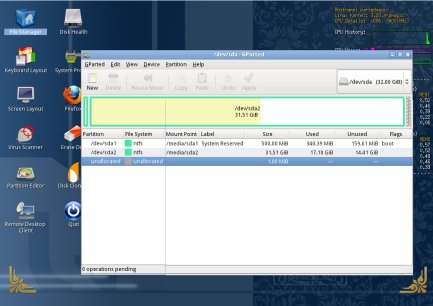 File Manager
Disk Health
Keyboard Layout
System Pro
Screen Layout
Firefo
Virus Scanner
Erase Di
Partition Editor
Disk Clon
Remote Desktop
Client
Quit
Hostname: partedmagic
CPU History:
/dev/sda - GParted
GParted Edit View Device Partition Help
New Delete Resize/Move Copy Paste Undo Apply
/dev/sda (32.00 GiB)
/dev/sda2
31.51 GiB
Partition File System Mount Point Label Size Used Unused Flags
/dev/sda1 ntfs /media/sda1 System Reserved 500.00 MiB 340.39 MiB 159.61 MiB boot
/dev/sda2 ntfs /media/sda2 31.51 GiB 17.10 GiB 14.41 GiB
unallocated unallocated 1.00 MiB --- ---
0 operations pending